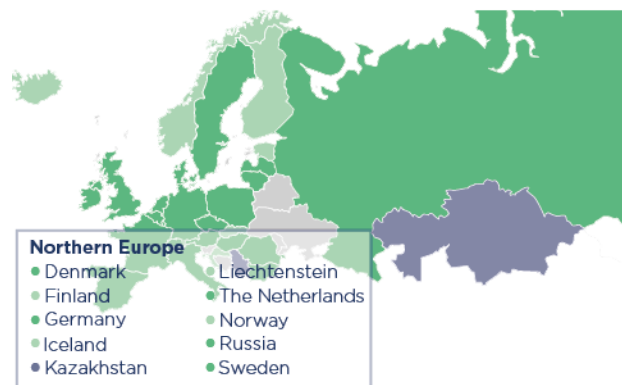 Northern Europe
Denmark
Finland
Germany
Iceland
Kazakhstan
Liechtenstein
The Netherlands
Norway
Russia
Sweden